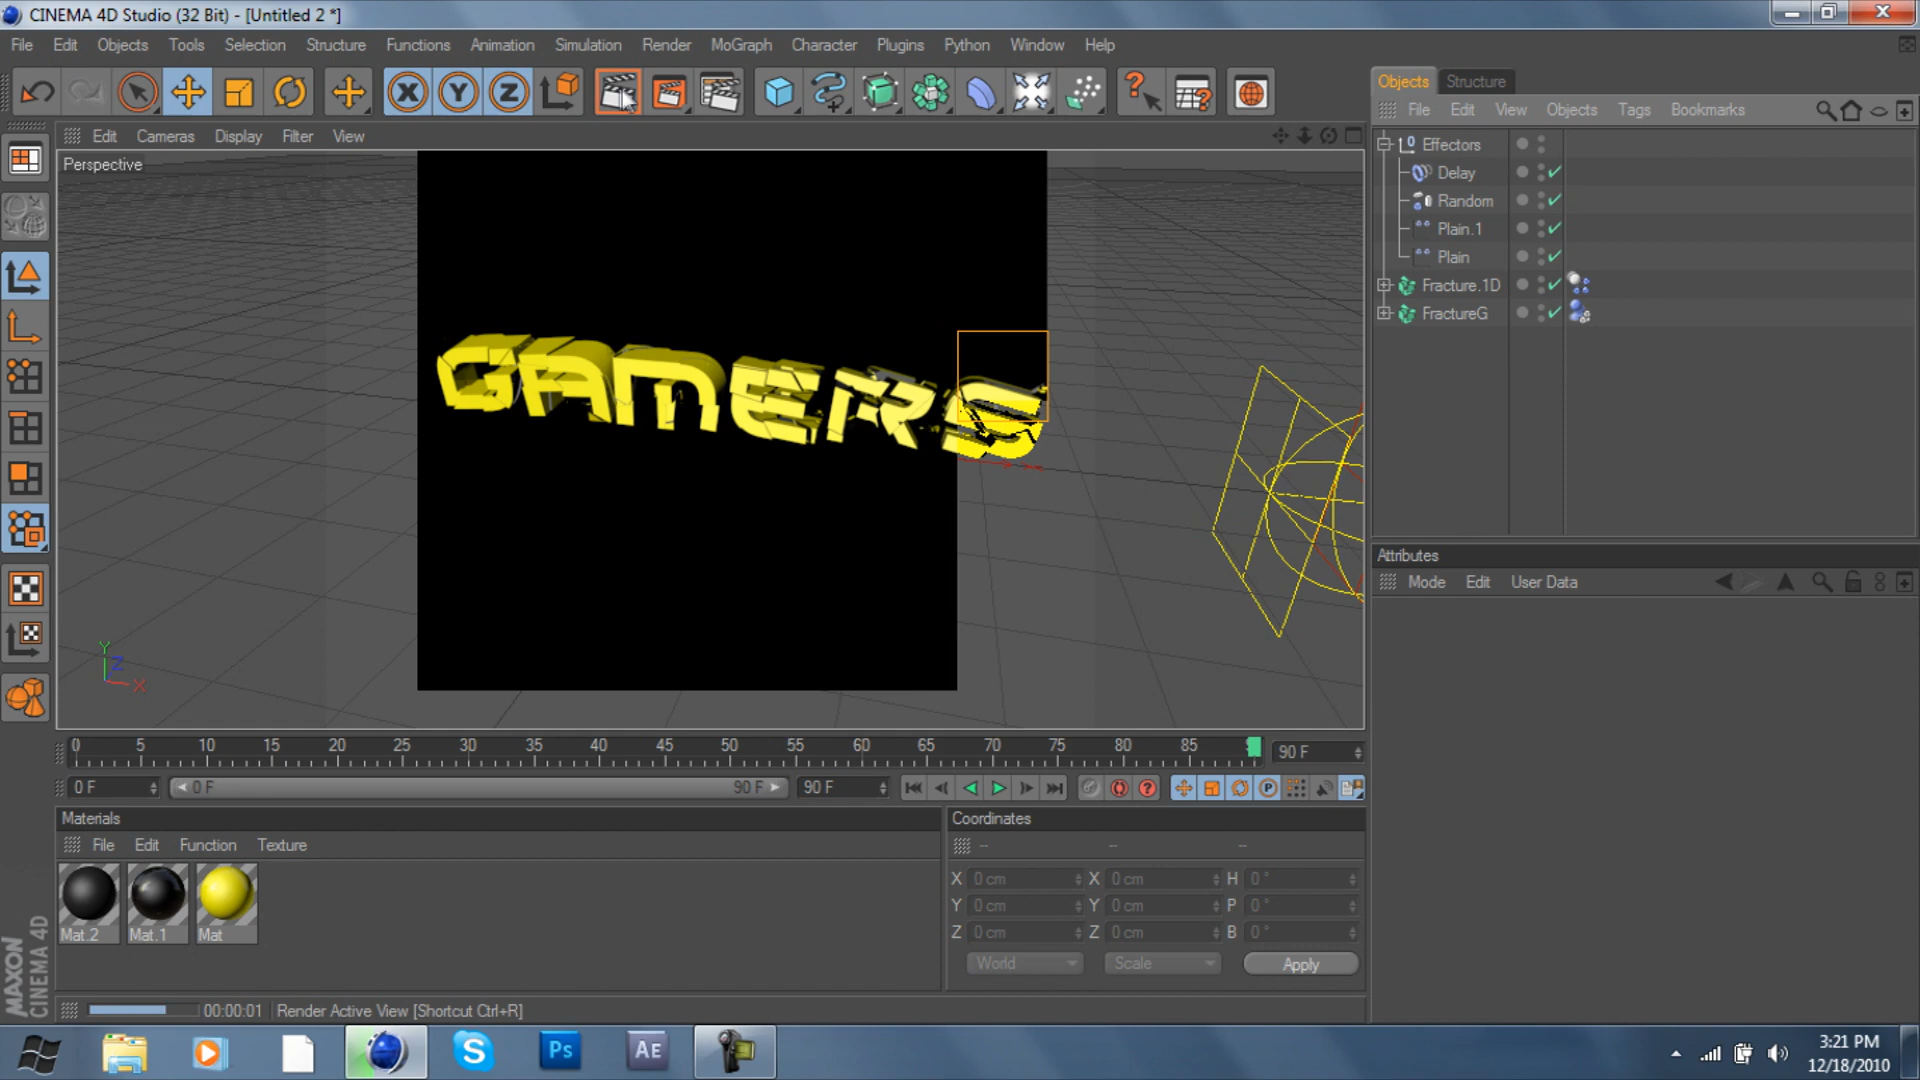 CINEMA 4D Studio (32 Bit) - [Untitled 2 *]
File Edit Objects Tools Selection Structure Functions Animation Simulation Render MoGraph Character Plugins Python Window Help
Objects Structure
File Edit View Objects Tags Bookmarks
Edit Cameras Display Filter View
Perspective
Effectors
Delay
Random
Plain.1
Plain
Fracture.1D
FractureG
GAMERS
X Y Z
Y Z X
Attributes
Mode Edit User Data
0 5 10 15 20 25 30 35 40 45 50 55 60 65 70 75 80 85
90 F
0 F 0 F 90 F 90 F
Materials
File Edit Function Texture
Mat.2 Mat.1 Mat
Coordinates
-- -- --
X 0 cm X 0 cm H 0 °
Y 0 cm Y 0 cm P 0 °
Z 0 cm Z 0 cm B 0 °
World Scale Apply
MAXON
CINEMA 4D
00:00:01 Render Active View [Shortcut Ctrl+R]
S Ps AE
3:21 PM
12/18/2010